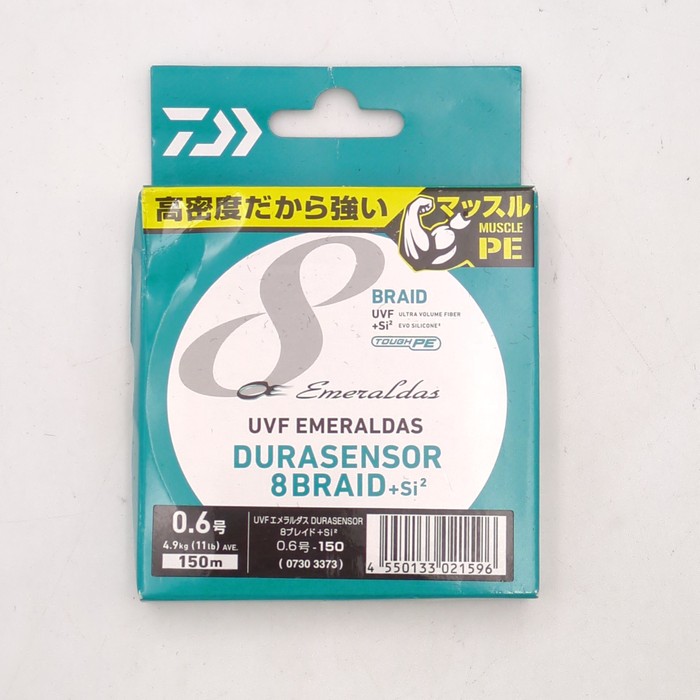 高密度だから強い
マッスル
MUSCLE
PE
8
BRAID
UVF ULTRA VOLUME FIBER
+Si² EVO SILICONE²
TOUGH PE
Emeraldas
UVF EMERALDAS
DURASENSOR
8BRAID+Si²
0.6号
4.9kg (11lb) AVE.
150m
UVFエメラルダス DURASENSOR
8ブレイド+Si²
0.6号-150
(0730 3373)
4 550133 021596